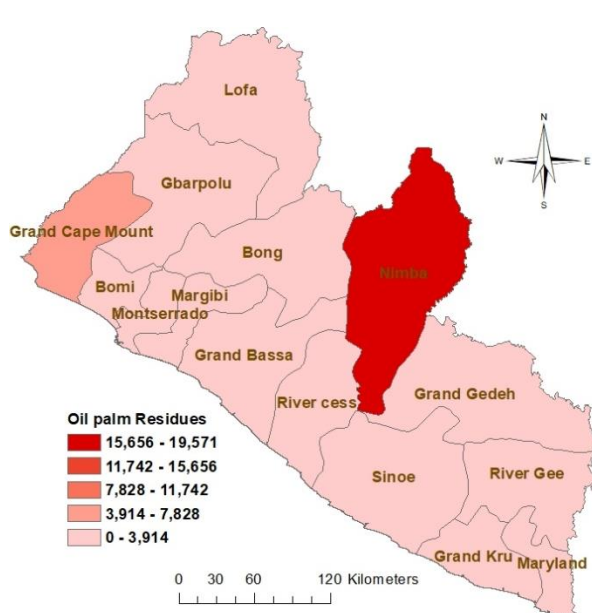 Lofa
N
W E
S
Gbarpolu
Grand Cape Mount
Bong
Nimba
Bomi
Margibi
Montserrado
Grand Bassa
Grand Gedeh
River cess
Oil palm Residues
15,656 - 19,571
11,742 - 15,656
7,828 - 11,742
3,914 - 7,828
0 - 3,914
Sinoe
River Gee
Grand Kru
Maryland
0 30 60 120 Kilometers